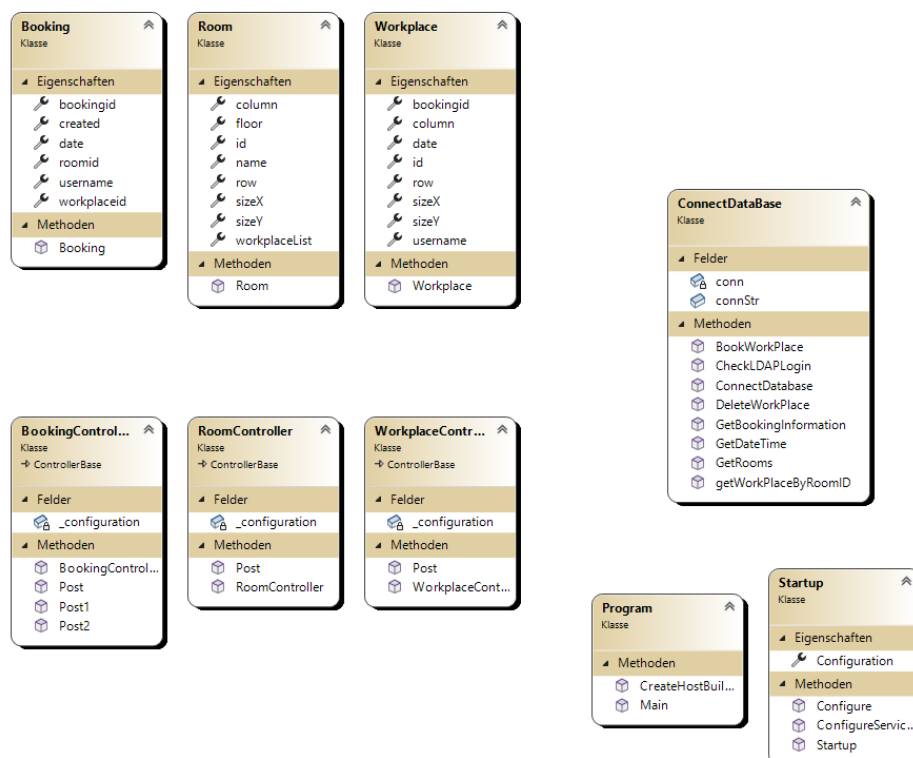 Booking
Klasse
Eigenschaften
bookingid
created
date
roomid
username
workplaceid
Methoden
Booking
Room
Klasse
Eigenschaften
column
floor
id
name
row
sizeX
sizeY
workplaceList
Methoden
Room
Workplace
Klasse
Eigenschaften
bookingid
column
date
id
row
sizeX
sizeY
username
Methoden
Workplace
ConnectDataBase
Klasse
Felder
conn
connStr
Methoden
BookWorkPlace
CheckLDAPLogin
ConnectDatabase
DeleteWorkPlace
GetBookingInformation
GetDateTime
GetRooms
getWorkPlaceByRoomID
BookingControl...
Klasse
ControllerBase
Felder
_configuration
Methoden
BookingControl...
Post
Post1
Post2
RoomController
Klasse
ControllerBase
Felder
_configuration
Methoden
Post
RoomController
WorkplaceContr...
Klasse
ControllerBase
Felder
_configuration
Methoden
Post
WorkplaceCont...
Program
Klasse
Methoden
CreateHostBuil...
Main
Startup
Klasse
Eigenschaften
Configuration
Methoden
Configure
ConfigureServic...
Startup